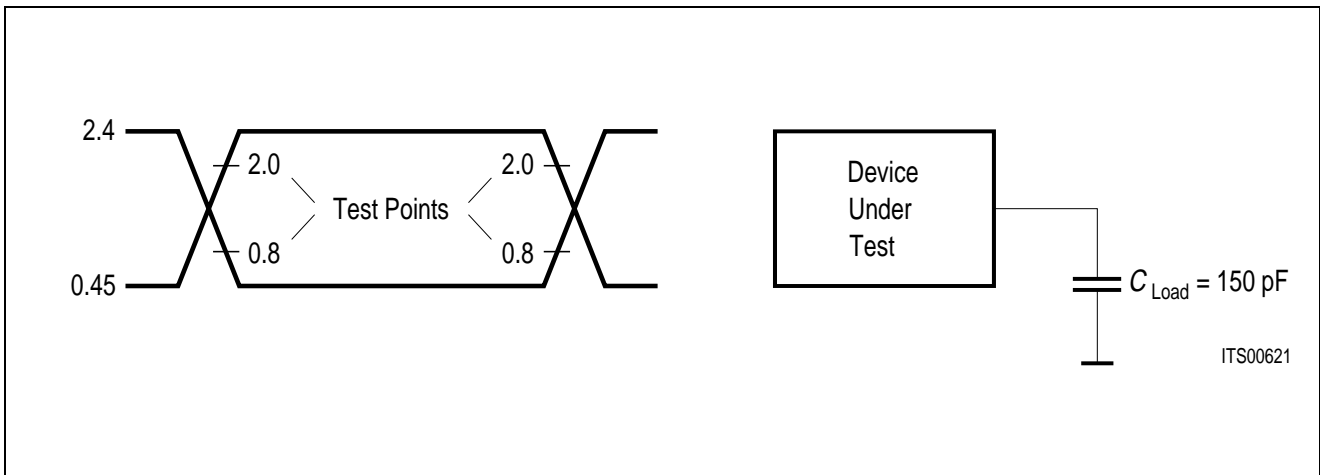 2.4
2.0
2.0
Test Points
0.8
0.8
0.45
Device
Under
Test
C Load = 150 pF
ITS00621